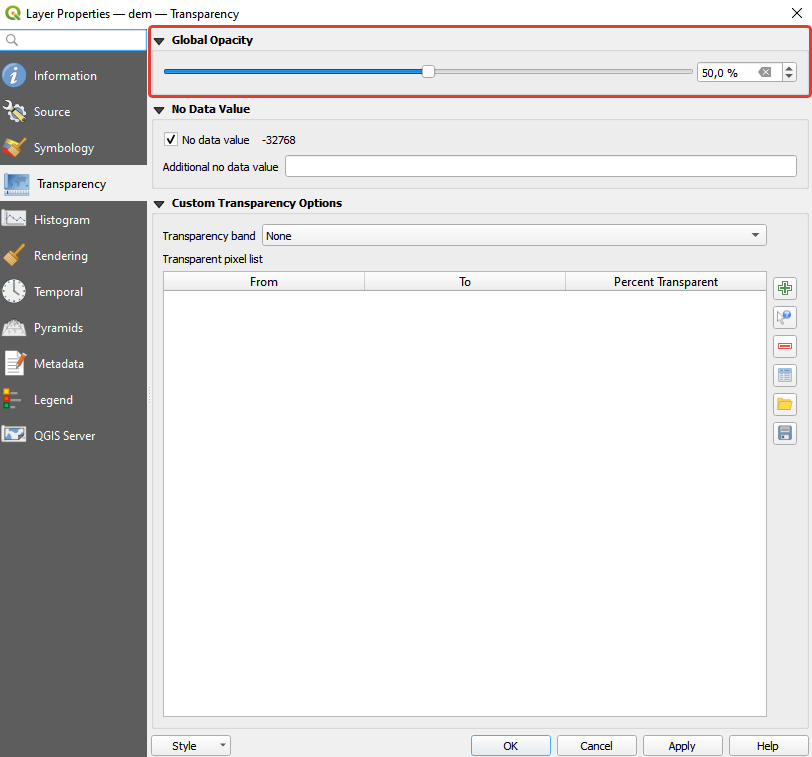 Layer Properties — dem — Transparency
Global Opacity
50,0 %
Information
Source
Symbology
Transparency
Histogram
Rendering
Temporal
Pyramids
Metadata
Legend
QGIS Server
No Data Value
No data value -32768
Additional no data value
Custom Transparency Options
Transparency band None
Transparent pixel list
From To Percent Transparent
Style OK Cancel Apply Help